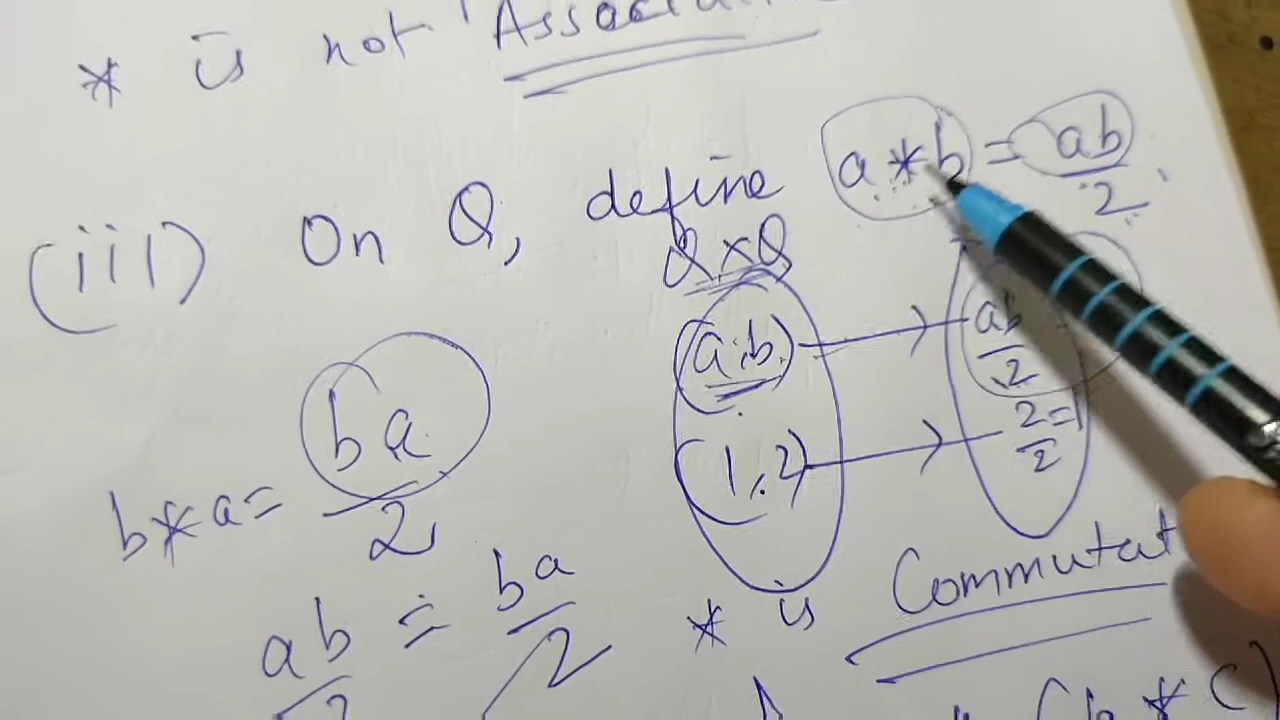 * is not
(iii) On Q, define a * b = ab/2
Q × Q
(a, b) → ab/2
(1, 2) → 2/2 = 1
b * a = ba/2
ab/2 = ba/2
* is Commutat
(b * c)